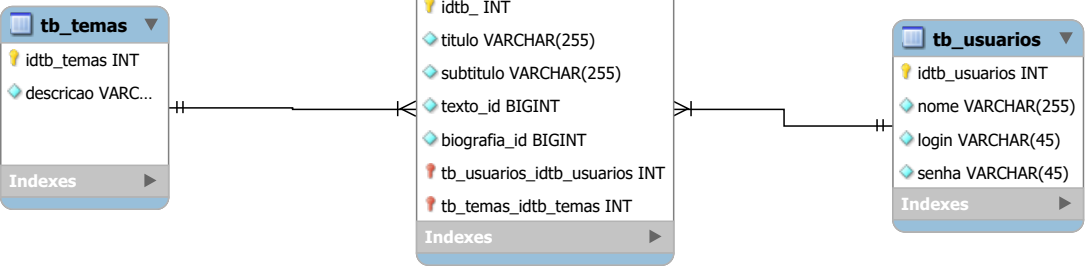 tb_temas
idtb_temas INT
descricao VARC...
Indexes
idtb_ INT
titulo VARCHAR(255)
subtitulo VARCHAR(255)
texto_id BIGINT
biografia_id BIGINT
tb_usuarios_idtb_usuarios INT
tb_temas_idtb_temas INT
Indexes
tb_usuarios
idtb_usuarios INT
nome VARCHAR(255)
login VARCHAR(45)
senha VARCHAR(45)
Indexes